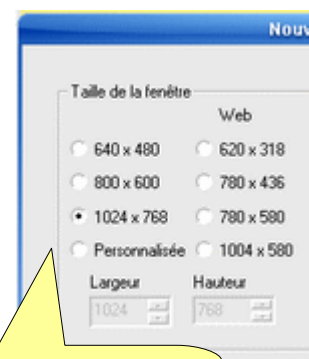 Nouv
Taille de la fenêtre
Web
640 x 480 620 x 318
800 x 600 780 x 436
1024 x 768 780 x 580
Personnalisée 1004 x 580
Largeur Hauteur
1024 768